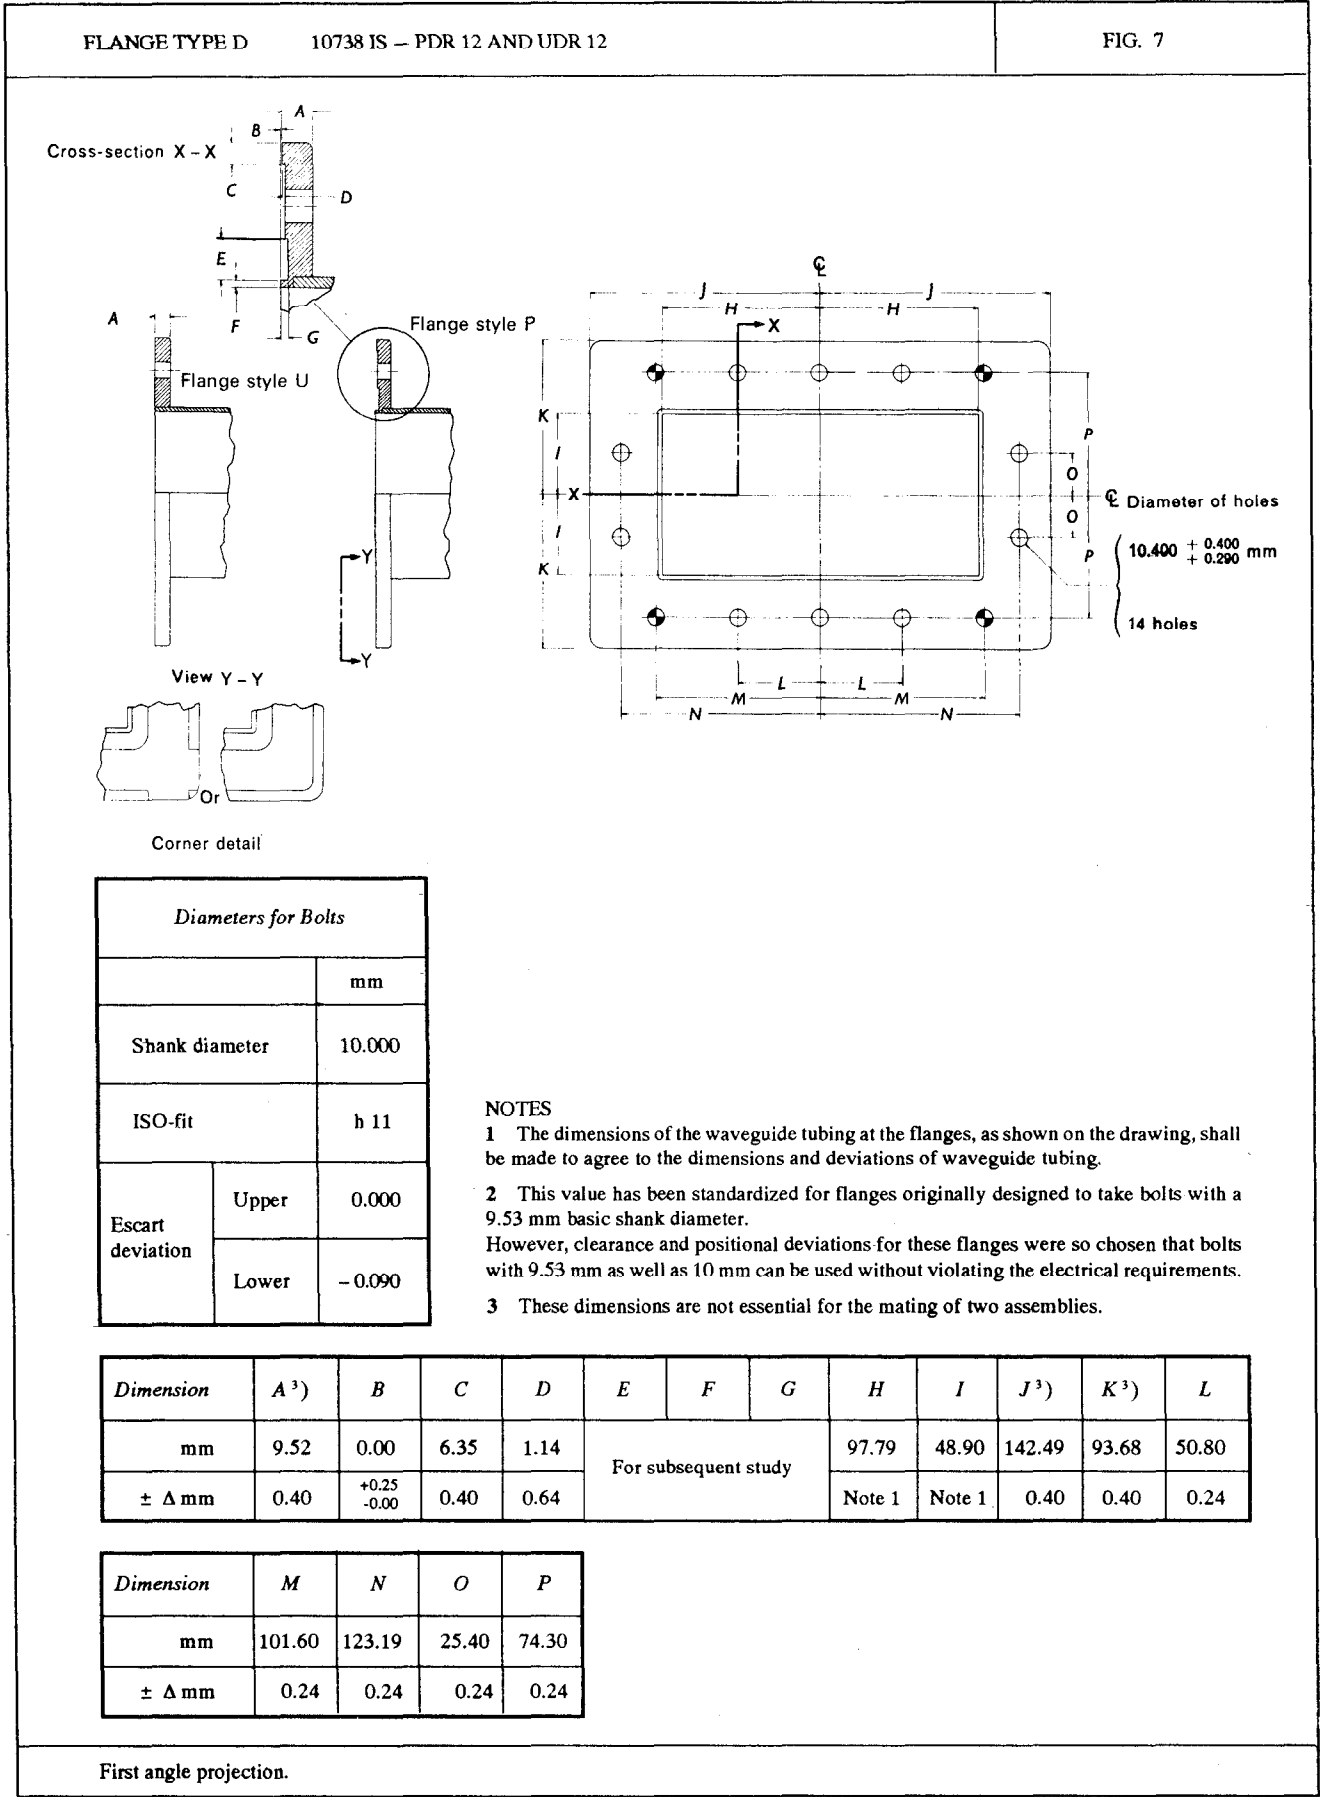 FLANGE TYPE D 10738 IS – PDR 12 AND UDR 12
FIG. 7
Cross-section X – X
A
B
C
D
E
F
G
A
Flange style U
Flange style P
Y
Y
View Y – Y
Or
Corner detail
℄
J
J
H
H
X
K
I
X
I
K
P
O
O
P
L
L
M
M
N
N
℄ Diameter of holes
10.400 + 0.400 + 0.290 mm
14 holes
Diameters for Bolts
mm
Shank diameter 10.000
ISO-fit h 11
Escart deviation
Upper 0.000
Lower – 0.090
NOTES
1 The dimensions of the waveguide tubing at the flanges, as shown on the drawing, shall
be made to agree to the dimensions and deviations of waveguide tubing.
2 This value has been standardized for flanges originally designed to take bolts with a
9.53 mm basic shank diameter.
However, clearance and positional deviations for these flanges were so chosen that bolts
with 9.53 mm as well as 10 mm can be used without violating the electrical requirements.
3 These dimensions are not essential for the mating of two assemblies.
Dimension A ³) B C D E F G H I J ³) K ³) L
mm 9.52 0.00 6.35 1.14 For subsequent study 97.79 48.90 142.49 93.68 50.80
± Δ mm 0.40 +0.25 -0.00 0.40 0.64 Note 1 Note 1 0.40 0.40 0.24
Dimension M N O P
mm 101.60 123.19 25.40 74.30
± Δ mm 0.24 0.24 0.24 0.24
First angle projection.